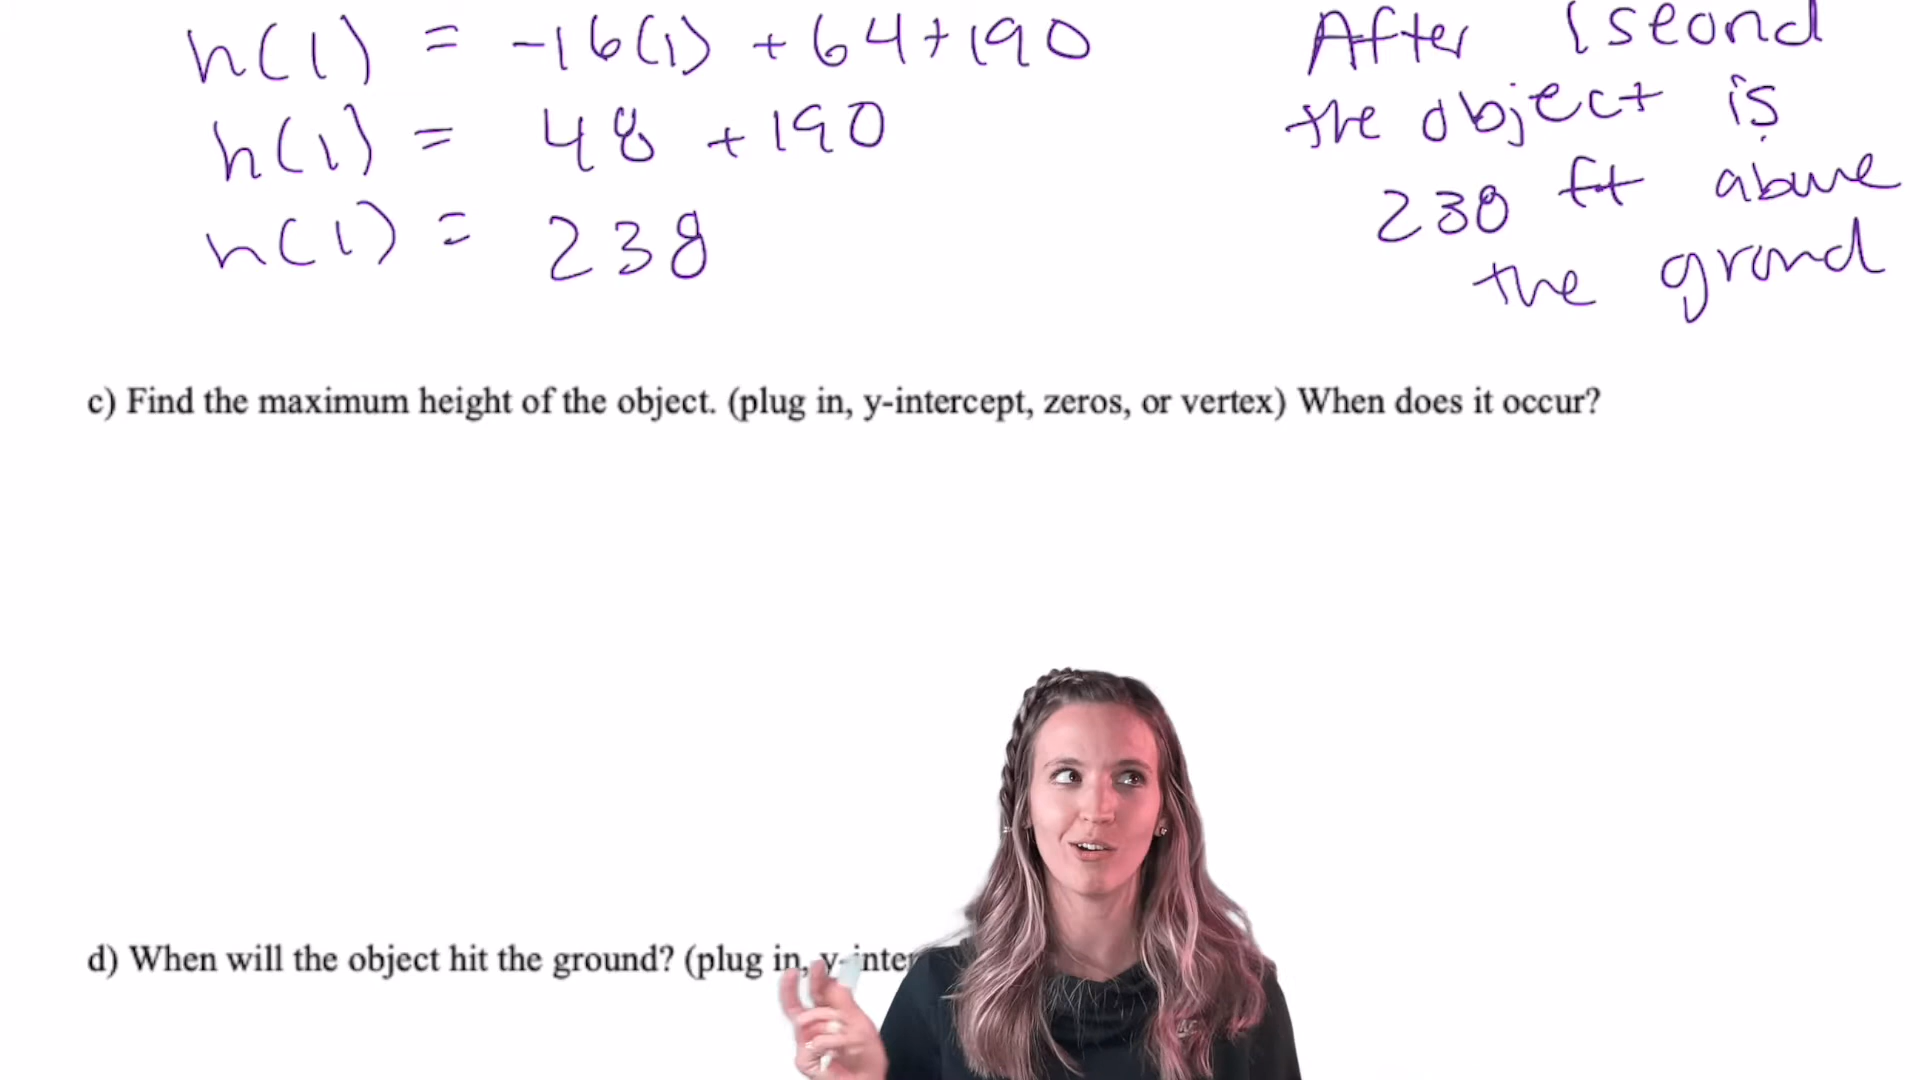 h(1) = -16(1) + 64 + 190
h(1) = 48 + 190
h(1) = 238
After 1 second
the object is
238 ft above
the ground
c) Find the maximum height of the object. (plug in, y-intercept, zeros, or vertex) When does it occur?
d) When will the object hit the ground? (plug in, y-inter